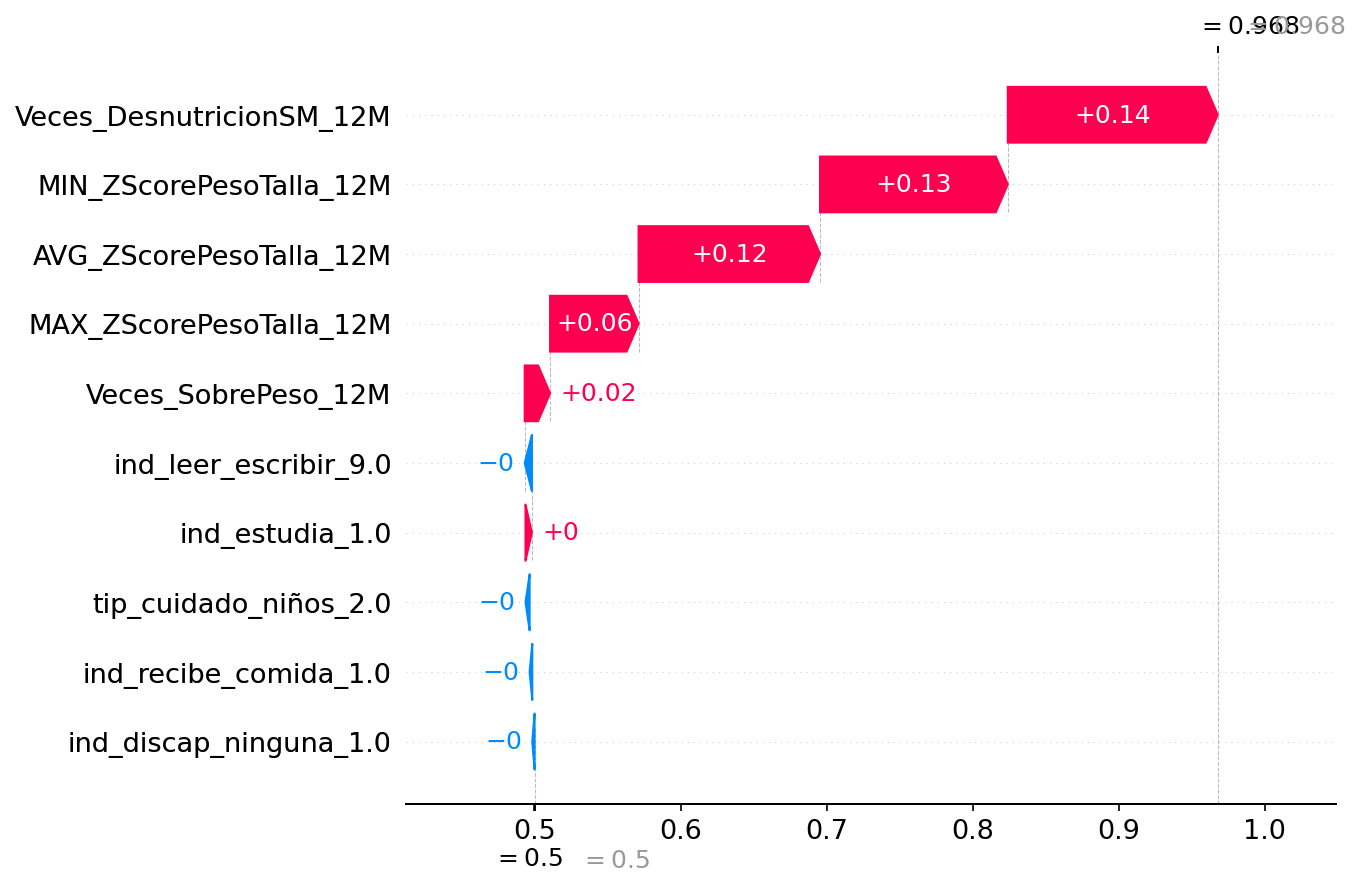 = 0.968 = 0.968
Veces_DesnutricionSM_12M +0.14
MIN_ZScorePesoTalla_12M +0.13
AVG_ZScorePesoTalla_12M +0.12
MAX_ZScorePesoTalla_12M +0.06
Veces_SobrePeso_12M +0.02
ind_leer_escribir_9.0 −0
ind_estudia_1.0 +0
tip_cuidado_niños_2.0 −0
ind_recibe_comida_1.0 −0
ind_discap_ninguna_1.0 −0
0.5 0.6 0.7 0.8 0.9 1.0
= 0.5 = 0.5